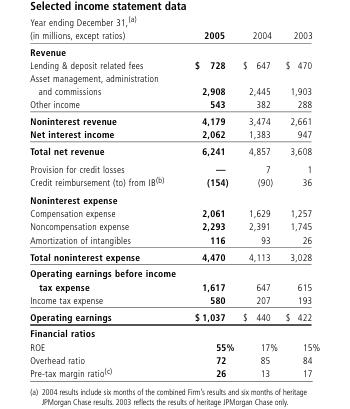 Selected income statement data
Year ending December 31,(a)
(in millions, except ratios) 2005 2004 2003
Revenue
Lending & deposit related fees $ 728 $ 647 $ 470
Asset management, administration
and commissions 2,908 2,445 1,903
Other income 543 382 288
Noninterest revenue 4,179 3,474 2,661
Net interest income 2,062 1,383 947
Total net revenue 6,241 4,857 3,608
Provision for credit losses — 7 1
Credit reimbursement (to) from IB(b) (154) (90) 36
Noninterest expense
Compensation expense 2,061 1,629 1,257
Noncompensation expense 2,293 2,391 1,745
Amortization of intangibles 116 93 26
Total noninterest expense 4,470 4,113 3,028
Operating earnings before income
tax expense 1,617 647 615
Income tax expense 580 207 193
Operating earnings $ 1,037 $ 440 $ 422
Financial ratios
ROE 55% 17% 15%
Overhead ratio 72 85 84
Pre-tax margin ratio(c) 26 13 17
(a) 2004 results include six months of the combined Firm's results and six months of heritage
JPMorgan Chase results. 2003 reflects the results of heritage JPMorgan Chase only.